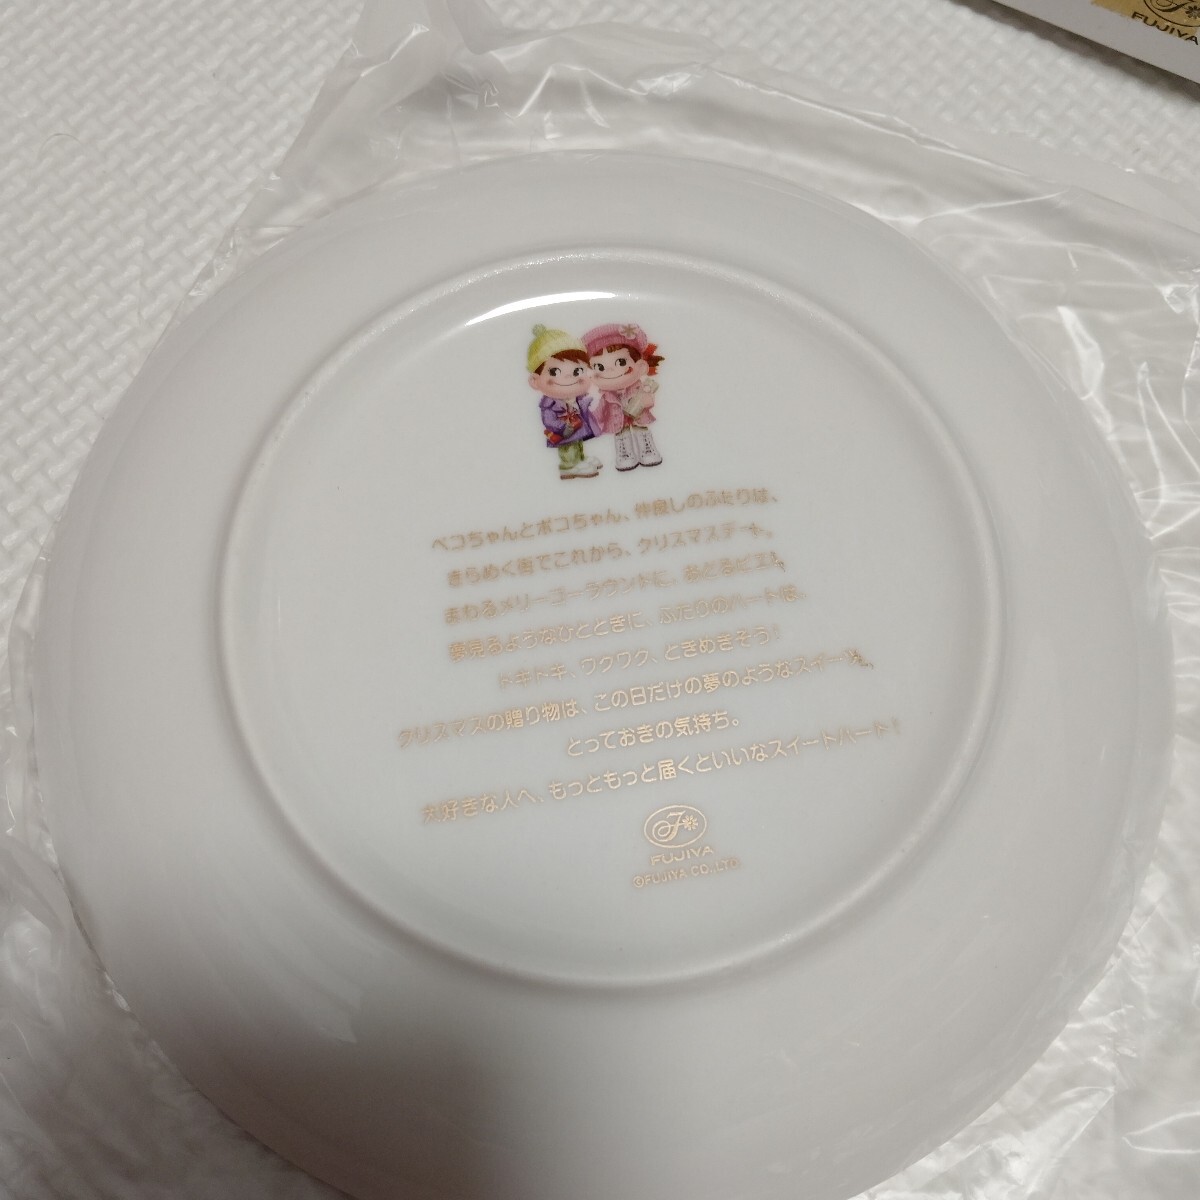 FUJIYA
ペコちゃんとポコちゃん、仲良しのふたりは、
きらめく街でこれから、クリスマスデート。
まわるメリーゴーラウンドに、おどるピエロ
夢見るようなひとときに、ふたりのハートは、
ドキドキ、ワクワク、ときめきそう!
クリスマスの贈り物は、この日だけの夢のようなスイーツ。
とっておきの気持ち。
大好きな人へ、もっともっと届くといいなスイートハート!
FUJIYA
©FUJIYA CO., LTD.